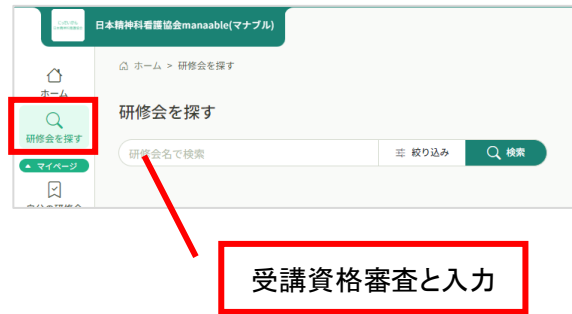 日本精神科看護協会manaable(マナブル)
ホーム > 研修会を探す
ホーム
研修会を探す
研修会を探す
研修会名で検索
絞り込み
検索
マイページ
受講資格審査と入力